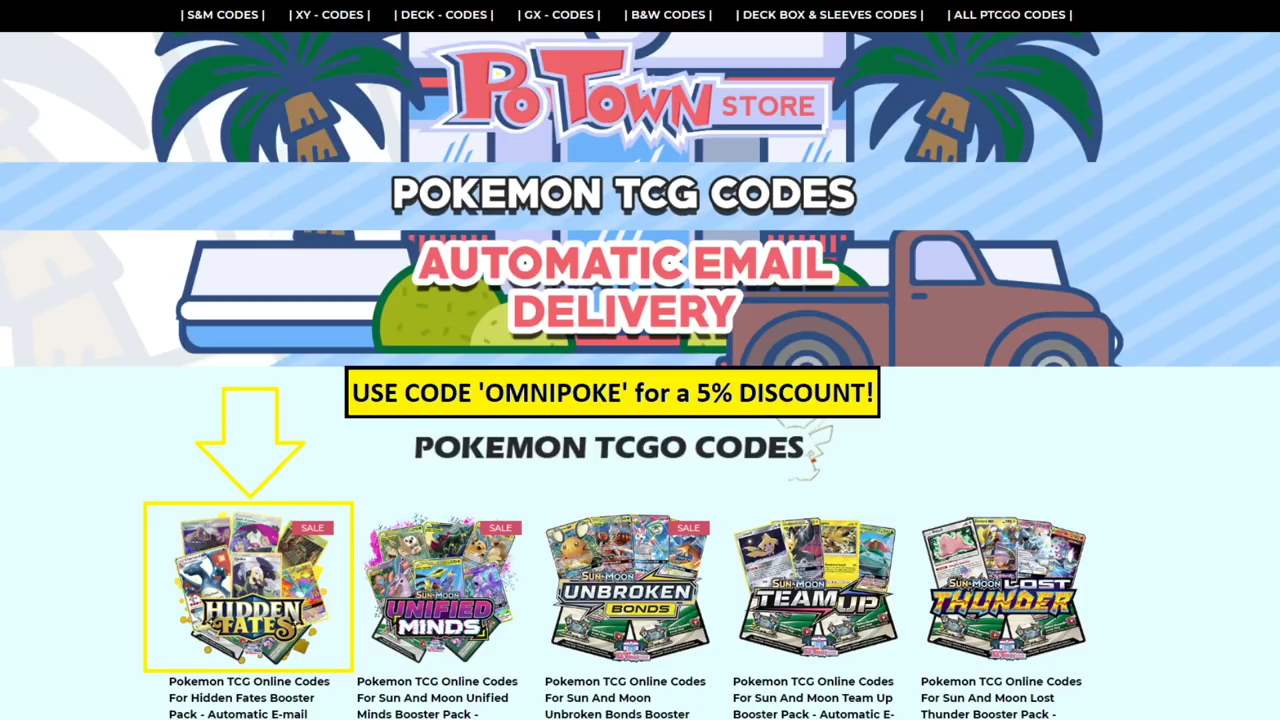 | S&M CODES | | XY - CODES | | DECK - CODES | | GX - CODES | | B&W CODES | | DECK BOX & SLEEVES CODES | | ALL PTCGO CODES |
PoTown STORE
POKEMON TCG CODES
AUTOMATIC EMAIL
DELIVERY
USE CODE 'OMNIPOKE' for a 5% DISCOUNT!
POKEMON TCGO CODES
SALE
HIDDEN
FATES
Pokemon TCG Online Codes
For Hidden Fates Booster
Pack - Automatic E-mail
SALE
SUN & MOON
UNIFIED
MINDS
Pokemon TCG Online Codes
For Sun And Moon Unified
Minds Booster Pack -
SALE
SUN & MOON
UNBROKEN
BONDS
Pokemon TCG Online Codes
For Sun And Moon
Unbroken Bonds Booster
SUN & MOON
TEAM UP
Pokemon TCG Online Codes
For Sun And Moon Team Up
Booster Pack - Automatic E-
SUN & MOON
LOST
THUNDER
Pokemon TCG Online Codes
For Sun And Moon Lost
Thunder Booster Pack -